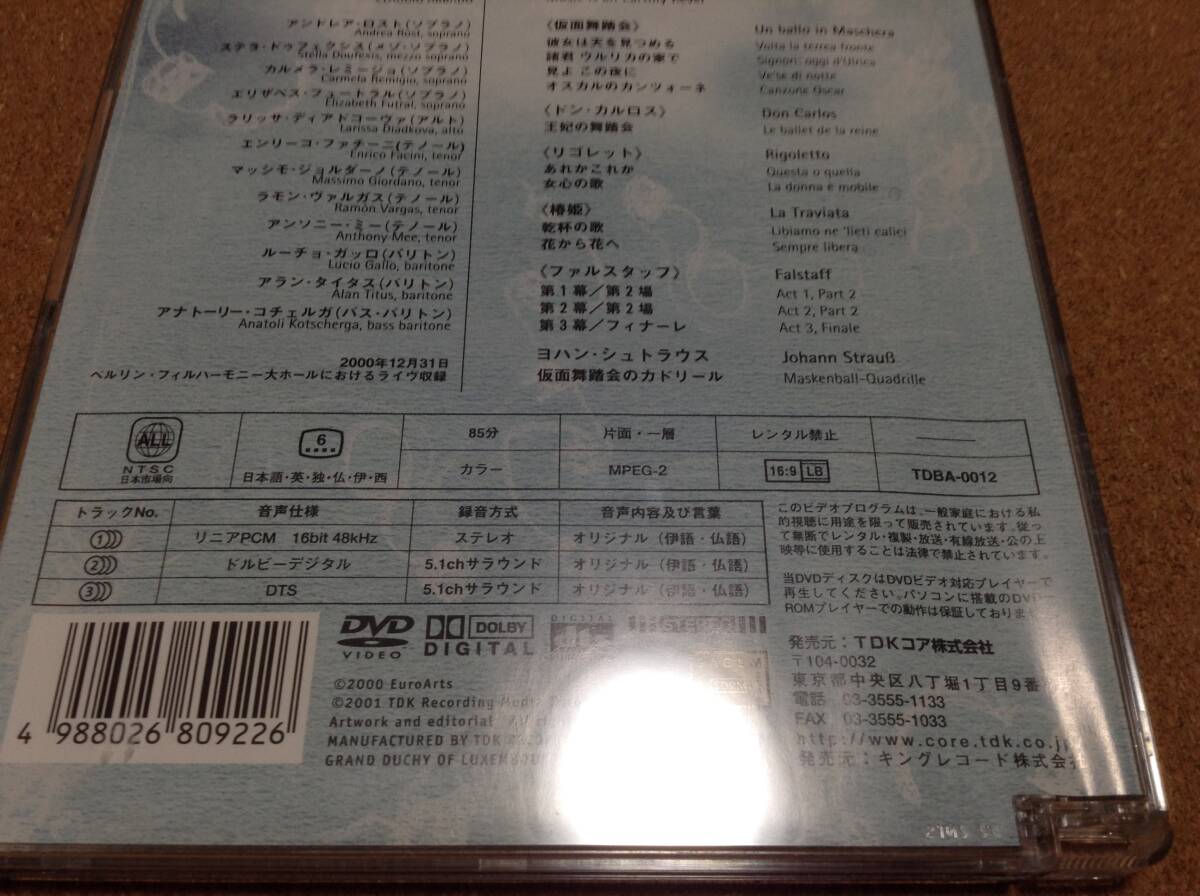 アンドレア・ロスト(ソプラノ)
Andrea Rost, soprano
ステラ・ドゥフェクシス(メゾ・ソプラノ)
Stella Doufexsis, mezzo soprano
カルメラ・レミージョ(ソプラノ)
Carmela Remigio, soprano
エリザベス・フュートラル(ソプラノ)
Elizabeth Futral, soprano
ラリッサ・ディアドコーヴァ(アルト)
Larissa Diadkova, alto
エンリーコ・ファチーニ(テノール)
Enrico Facini, tenor
マッシモ・ジョルダーノ(テノール)
Massimo Giordano, tenor
ラモン・ヴァルガス(テノール)
Ramón Vargas, tenor
アンソニー・ミー(テノール)
Anthony Mee, tenor
ルーチョ・ガッロ(バリトン)
Lucio Gallo, baritone
アラン・タイタス(バリトン)
Alan Titus, baritone
アナトーリー・コチェルガ(バス・バリトン)
Anatoli Kotscherga, bass baritone
2000年12月31日
ベルリン・フィルハーモニー大ホールにおけるライヴ収録
《仮面舞踏会》
彼女は天を見つめる
諸君 ウルリカの家で
見よ この夜に
オスカルのカンツォーネ
《ドン・カルロス》
王妃の舞踏会
《リゴレット》
あれかこれか
女心の歌
《椿姫》
乾杯の歌
花から花へ
《ファルスタッフ》
第1幕／第2場
第2幕／第2場
第3幕／フィナーレ
ヨハン・シュトラウス
仮面舞踏会のカドリール
Un ballo in Maschera
Volta la terrea fronte
Signori: oggi d'Ulrica
Ve'se di notte
Canzone Oscar
Don Carlos
Le ballet de la reine
Rigoletto
Questa o quella
La donna è mobile
La Traviata
Libiamo ne 'lieti calici
Sempre libera
Falstaff
Act 1, Part 2
Act 2, Part 2
Act 3, Finale
Johann Strauß
Maskenball-Quadrille
ALL
NTSC
日本市場向
6
日本語・英・独・仏・伊・西
85分
カラー
片面・一層
MPEG-2
レンタル禁止
16:9 LB
TDBA-0012
トラックNo. 音声仕様 録音方式 音声内容及び言葉
1 リニアPCM 16bit 48kHz ステレオ オリジナル（伊語・仏語）
2 ドルビーデジタル 5.1chサラウンド オリジナル（伊語・仏語）
3 DTS 5.1chサラウンド オリジナル（伊語・仏語）
このビデオプログラムは、一般家庭における私
的視聴に用途を限って販売されています。従っ
て無断でレンタル・複製・放送・有線放送・公の上
映等に使用することは法律で禁止されています。
当DVDディスクはDVDビデオ対応プレイヤーで
再生してください。パソコンに搭載のDVD-
ROMプレイヤーでの動作は保証しておりませ
DVD
VIDEO
DOLBY
DIGITAL
©2000 EuroArts
©2001 TDK Recording Media
Artwork and editorial
MANUFACTURED BY TDK
GRAND DUCHY OF LUXEMBOU
4 988026 809226
発売元：TDKコア株式会社
〒104-0032
東京都中央区八丁堀1丁目9番
電話 03-3555-1133
FAX 03-3555-1033
http://www.core.tdk.co.jp
発売元：キングレコード株式会